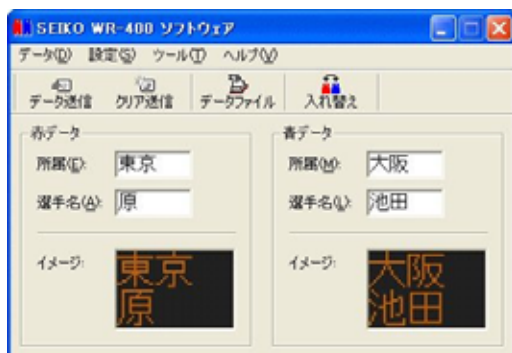 SEIKO WR-400 ソフトウェア
データ(D) 設定(S) ツール(T) ヘルプ(V)
データ送信 クリア送信 データファイル 入れ替え
赤データ
所属(E): 東京
選手名(A): 原
イメージ:
東京
原
青データ
所属(M): 大阪
選手名(L): 池田
イメージ:
大阪
池田